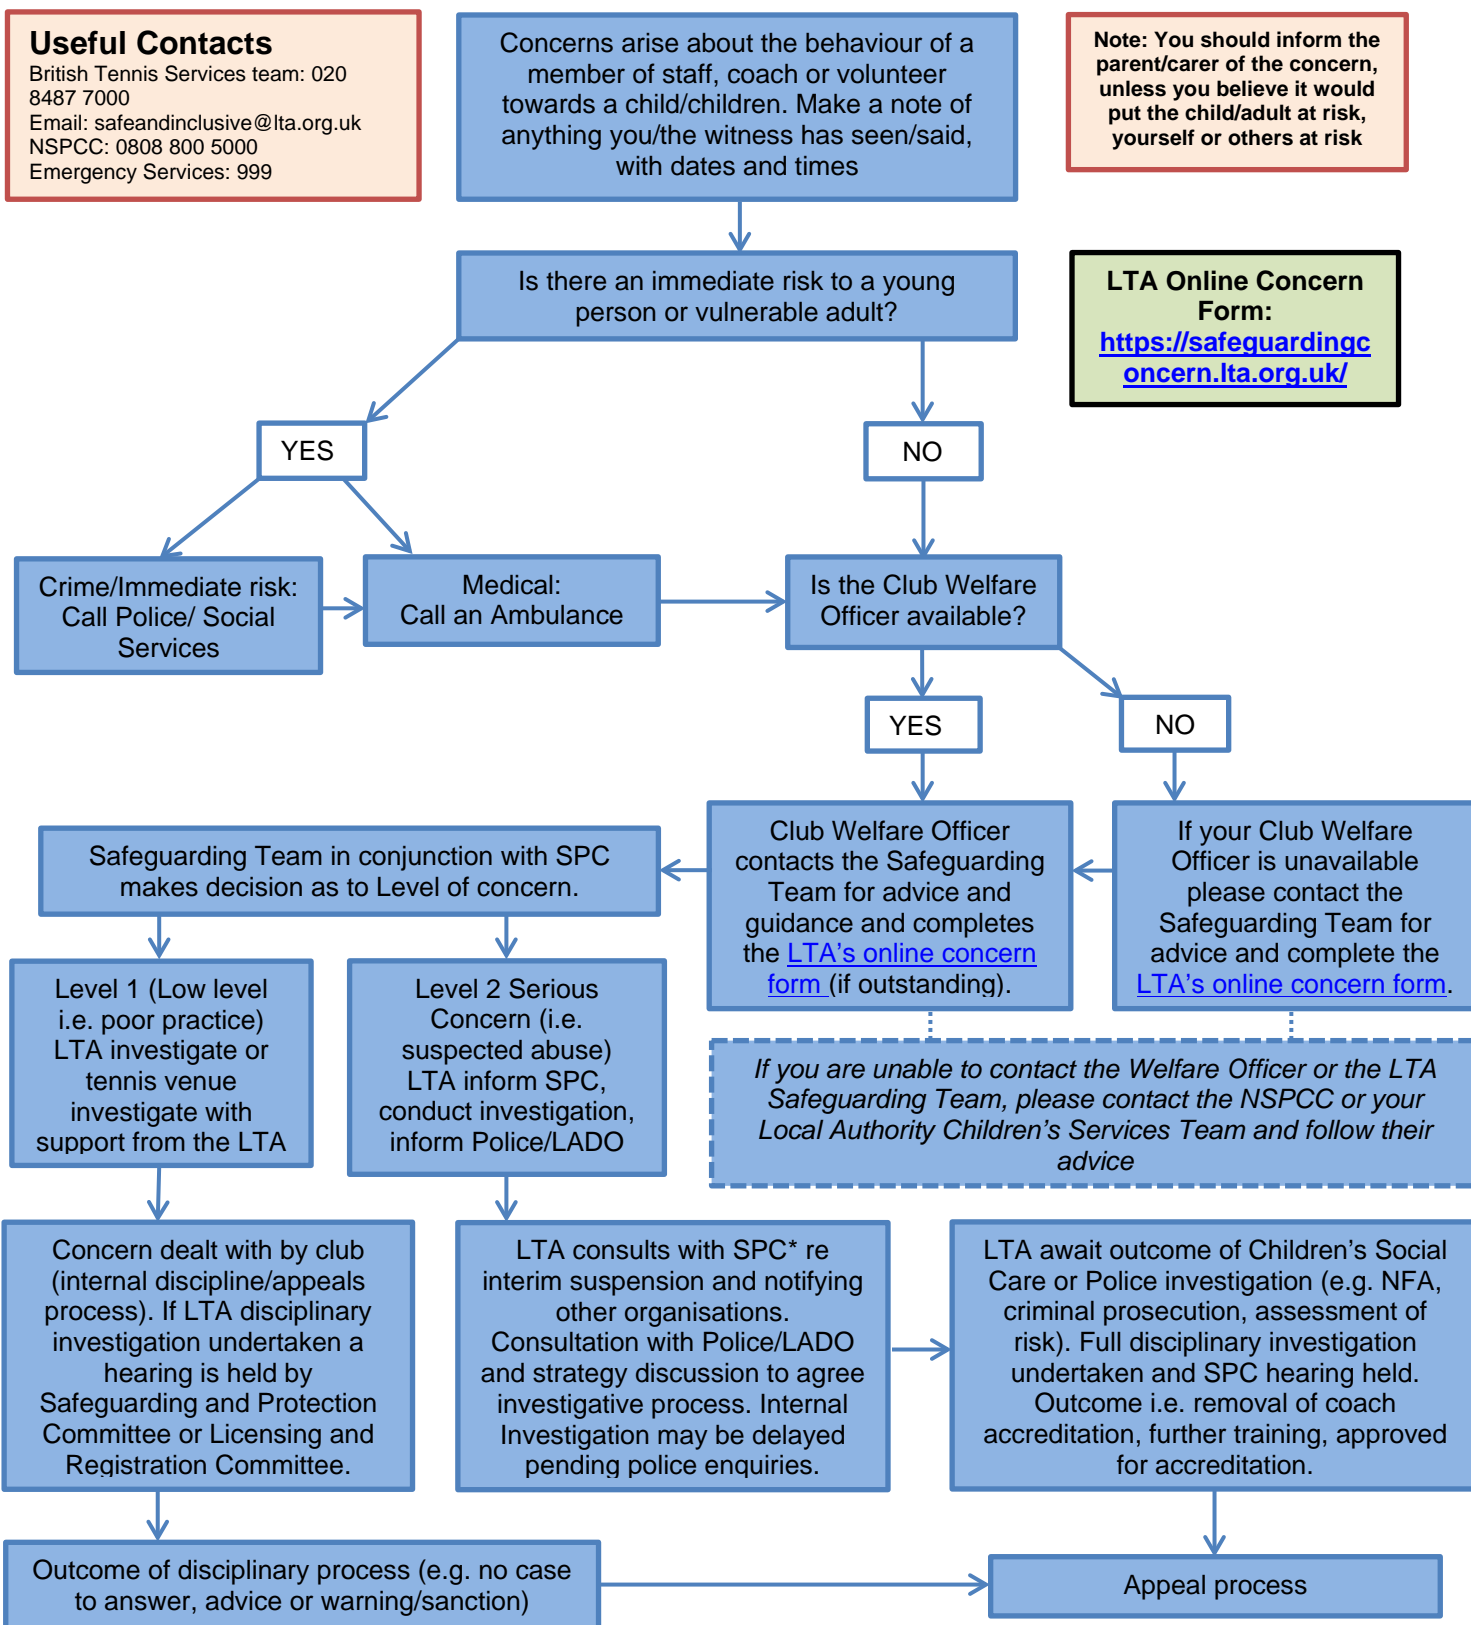 Useful Contacts
British Tennis Services team: 020
8487 7000
Email: safeandinclusive@lta.org.uk
NSPCC: 0808 800 5000
Emergency Services: 999
Concerns arise about the behaviour of a
member of staff, coach or volunteer
towards a child/children. Make a note of
anything you/the witness has seen/said,
with dates and times
Note: You should inform the
parent/carer of the concern,
unless you believe it would
put the child/adult at risk,
yourself or others at risk
Is there an immediate risk to a young
person or vulnerable adult?
LTA Online Concern
Form:
https://safeguardingc
oncern.lta.org.uk/
YES
NO
Crime/Immediate risk:
Call Police/ Social
Services
Medical:
Call an Ambulance
Is the Club Welfare
Officer available?
YES
NO
Safeguarding Team in conjunction with SPC
makes decision as to Level of concern.
Club Welfare Officer
contacts the Safeguarding
Team for advice and
guidance and completes
the LTA's online concern
form (if outstanding).
If your Club Welfare
Officer is unavailable
please contact the
Safeguarding Team for
advice and complete the
LTA's online concern form.
Level 1 (Low level
i.e. poor practice)
LTA investigate or
tennis venue
investigate with
support from the LTA
Level 2 Serious
Concern (i.e.
suspected abuse)
LTA inform SPC,
conduct investigation,
inform Police/LADO
If you are unable to contact the Welfare Officer or the LTA
Safeguarding Team, please contact the NSPCC or your
Local Authority Children's Services Team and follow their
advice
Concern dealt with by club
(internal discipline/appeals
process). If LTA disciplinary
investigation undertaken a
hearing is held by
Safeguarding and Protection
Committee or Licensing and
Registration Committee.
LTA consults with SPC* re
interim suspension and notifying
other organisations.
Consultation with Police/LADO
and strategy discussion to agree
investigative process. Internal
Investigation may be delayed
pending police enquiries.
LTA await outcome of Children's Social
Care or Police investigation (e.g. NFA,
criminal prosecution, assessment of
risk). Full disciplinary investigation
undertaken and SPC hearing held.
Outcome i.e. removal of coach
accreditation, further training, approved
for accreditation.
Outcome of disciplinary process (e.g. no case
to answer, advice or warning/sanction)
Appeal process